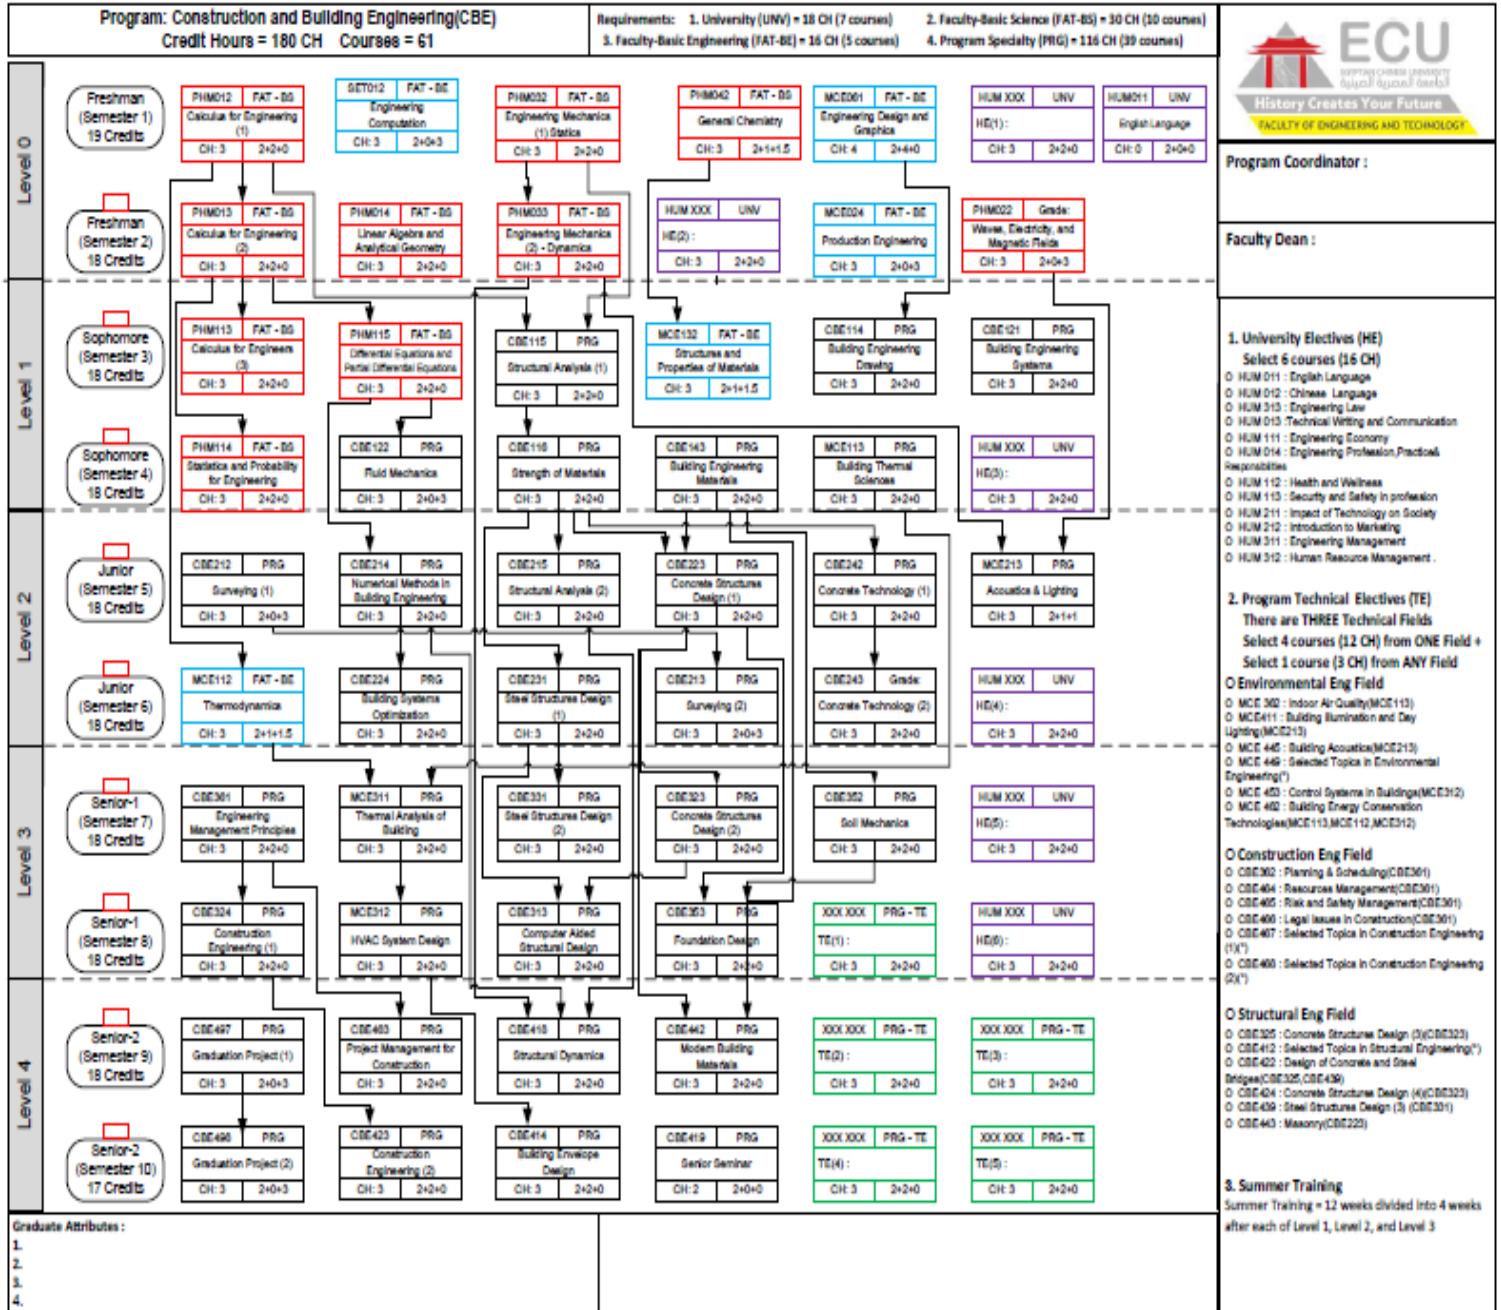 Program: Construction and Building Engineering(CBE)
Credit Hours = 180 CH Courses = 61
Requirements: 1. University (UNV) = 18 CH (7 courses) 2. Faculty-Basic Science (FAT-BS) = 30 CH (10 courses)
3. Faculty-Basic Engineering (FAT-BE) = 16 CH (5 courses) 4. Program Specialty (PRG) = 116 CH (39 courses)
ECU
EGYPTIAN CHINESE UNIVERSITY
الجامعة المصرية الصينية
History Creates Your Future
FACULTY OF ENGINEERING AND TECHNOLOGY
Program Coordinator :
Faculty Dean :
Level 0
Freshman
(Semester 1)
19 Credits
PHM012 FAT - BS
Calculus for Engineering
(1)
CH: 3 2+2+0
SET012 FAT - BE
Engineering
Computation
CH: 3 2+0+3
PHM032 FAT - BS
Engineering Mechanics
(1) Statics
CH: 3 2+2+0
PHM042 FAT - BS
General Chemistry
CH: 3 2+1+1.5
MCE061 FAT - BE
Engineering Design and
Graphics
CH: 4 2+4+0
HUM XXX UNV
HE(1) :
CH: 3 2+2+0
HUM011 UNV
English Language
CH: 0 2+0+0
Freshman
(Semester 2)
18 Credits
PHM013 FAT - BS
Calculus for Engineering
(2)
CH: 3 2+2+0
PHM014 FAT - BS
Linear Algebra and
Analytical Geometry
CH: 3 2+2+0
PHM033 FAT - BS
Engineering Mechanics
(2) - Dynamics
CH: 3 2+2+0
HUM XXX UNV
HE(2) :
CH: 3 2+2+0
MCE024 FAT - BE
Production Engineering
CH: 3 2+0+3
PHM022 Grade:
Waves, Electricity, and
Magnetic Fields
CH: 3 2+0+3
Level 1
Sophomore
(Semester 3)
18 Credits
PHM113 FAT - BS
Calculus for Engineers
(3)
CH: 3 2+2+0
PHM115 FAT - BS
Differential Equations and
Partial Differential Equations
CH: 3 2+2+0
CBE115 PRG
Structural Analysis (1)
CH: 3 2+2+0
MCE132 FAT - BE
Structures and
Properties of Materials
CH: 3 2+1+1.5
CBE114 PRG
Building Engineering
Drawing
CH: 3 2+2+0
CBE121 PRG
Building Engineering
Systems
CH: 3 2+2+0
Sophomore
(Semester 4)
18 Credits
PHM114 FAT - BS
Statistics and Probability
for Engineering
CH: 3 2+2+0
CBE122 PRG
Fluid Mechanics
CH: 3 2+0+3
CBE116 PRG
Strength of Materials
CH: 3 2+2+0
CBE143 PRG
Building Engineering
Materials
CH: 3 2+2+0
MCE113 PRG
Building Thermal
Sciences
CH: 3 2+2+0
HUM XXX UNV
HE(3) :
CH: 3 2+2+0
Level 2
Junior
(Semester 5)
18 Credits
CBE212 PRG
Surveying (1)
CH: 3 2+0+3
CBE214 PRG
Numerical Methods in
Building Engineering
CH: 3 2+2+0
CBE215 PRG
Structural Analysis (2)
CH: 3 2+2+0
CBE223 PRG
Concrete Structures
Design (1)
CH: 3 2+2+0
CBE242 PRG
Concrete Technology (1)
CH: 3 2+2+0
MCE213 PRG
Acoustics & Lighting
CH: 3 2+1+1
Junior
(Semester 6)
18 Credits
MCE112 FAT - BE
Thermodynamics
CH: 3 2+1+1.5
CBE224 PRG
Building Systems
Optimization
CH: 3 2+2+0
CBE231 PRG
Steel Structures Design
(1)
CH: 3 2+2+0
CBE213 PRG
Surveying (2)
CH: 3 2+0+3
CBE243 Grade:
Concrete Technology (2)
CH: 3 2+2+0
HUM XXX UNV
HE(4) :
CH: 3 2+2+0
Level 3
Senior-1
(Semester 7)
18 Credits
CBE361 PRG
Engineering
Management Principles
CH: 3 2+2+0
MCE311 PRG
Thermal Analysis of
Building
CH: 3 2+2+0
CBE331 PRG
Steel Structures Design
(2)
CH: 3 2+2+0
CBE323 PRG
Concrete Structures
Design (2)
CH: 3 2+2+0
CBE352 PRG
Soil Mechanics
CH: 3 2+2+0
HUM XXX UNV
HE(5) :
CH: 3 2+2+0
Senior-1
(Semester 8)
18 Credits
CBE324 PRG
Construction
Engineering (1)
CH: 3 2+2+0
MCE312 PRG
HVAC System Design
CH: 3 2+2+0
CBE313 PRG
Computer Aided
Structural Design
CH: 3 2+2+0
CBE353 PRG
Foundation Design
CH: 3 2+2+0
XXX XXX PRG - TE
TE(1) :
CH: 3 2+2+0
HUM XXX UNV
HE(6) :
CH: 3 2+2+0
Level 4
Senior-2
(Semester 9)
18 Credits
CBE497 PRG
Graduation Project (1)
CH: 3 2+0+3
CBE463 PRG
Project Management for
Construction
CH: 3 2+2+0
CBE418 PRG
Structural Dynamics
CH: 3 2+2+0
CBE442 PRG
Modern Building
Materials
CH: 3 2+2+0
XXX XXX PRG - TE
TE(2) :
CH: 3 2+2+0
XXX XXX PRG - TE
TE(3) :
CH: 3 2+2+0
Senior-2
(Semester 10)
17 Credits
CBE498 PRG
Graduation Project (2)
CH: 3 2+0+3
CBE423 PRG
Construction
Engineering (2)
CH: 3 2+2+0
CBE414 PRG
Building Envelope
Design
CH: 3 2+2+0
CBE419 PRG
Senior Seminar
CH: 2 2+0+0
XXX XXX PRG - TE
TE(4) :
CH: 3 2+2+0
XXX XXX PRG - TE
TE(5) :
CH: 3 2+2+0
1. University Electives (HE)
Select 6 courses (16 CH)
O HUM 011 : English Language
O HUM 012 : Chinese Language
O HUM 313 : Engineering Law
O HUM 013 :Technical Writing and Communication
O HUM 111 : Engineering Economy
O HUM 014 : Engineering Profession,Practice&
Responsibilities
O HUM 112 : Health and Wellness
O HUM 113 : Security and Safety in profession
O HUM 211 : Impact of Technology on Society
O HUM 212 : Introduction to Marketing
O HUM 311 : Engineering Management
O HUM 312 : Human Resource Management .
2. Program Technical Electives (TE)
There are THREE Technical Fields
Select 4 courses (12 CH) from ONE Field +
Select 1 course (3 CH) from ANY Field
O Environmental Eng Field
O MCE 362 : Indoor Air Quality(MCE113)
O MCE411 : Building Illumination and Day
Lighting(MCE213)
O MCE 445 : Building Acoustics(MCE213)
O MCE 449 : Selected Topics in Environmental
Engineering(*)
O MCE 453 : Control Systems in Buildings(MCE312)
O MCE 462 : Building Energy Conservation
Technologies(MCE113,MCE112,MCE312)
O Construction Eng Field
O CBE362 : Planning & Scheduling(CBE361)
O CBE464 : Resources Management(CBE361)
O CBE465 : Risk and Safety Management(CBE361)
O CBE466 : Legal Issues in Construction(CBE361)
O CBE467 : Selected Topics in Construction Engineering
(1)(*)
O CBE468 : Selected Topics in Construction Engineering
(2)(*)
O Structural Eng Field
O CBE325 : Concrete Structures Design (3)(CBE323)
O CBE412 : Selected Topics in Structural Engineering(*)
O CBE422 : Design of Concrete and Steel
Bridges(CBE325,CBE439)
O CBE424 : Concrete Structures Design (4)(CBE323)
O CBE439 : Steel Structures Design (3) (CBE331)
O CBE443 : Masonry(CBE223)
3. Summer Training
Summer Training = 12 weeks divided into 4 weeks
after each of Level 1, Level 2, and Level 3
Graduate Attributes :
1.
2.
3.
4.